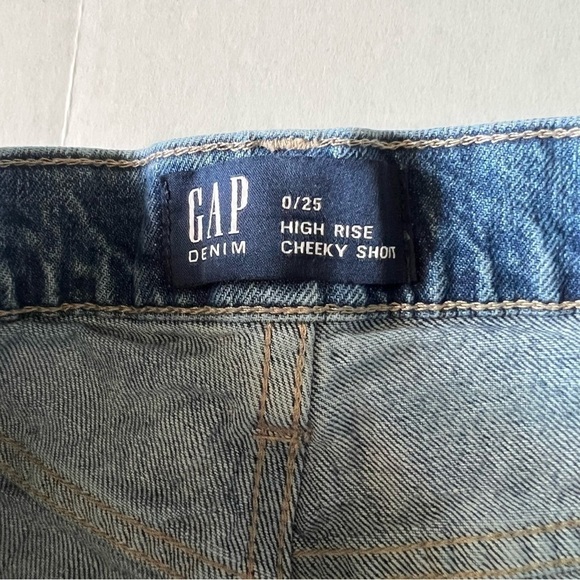 GAP
DENIM
0/25
HIGH RISE
CHEEKY SHORT